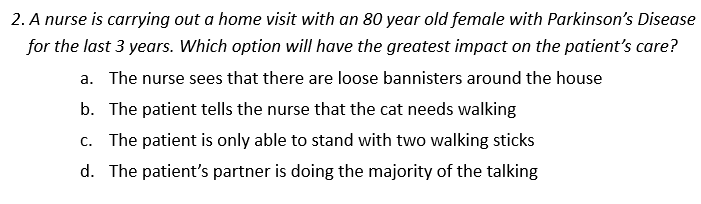 2. A nurse is carrying out a home visit with an 80 year old female with Parkinson's Disease
for the last 3 years. Which option will have the greatest impact on the patient's care?
a. The nurse sees that there are loose bannisters around the house
b. The patient tells the nurse that the cat needs walking
c. The patient is only able to stand with two walking sticks
d. The patient's partner is doing the majority of the talking